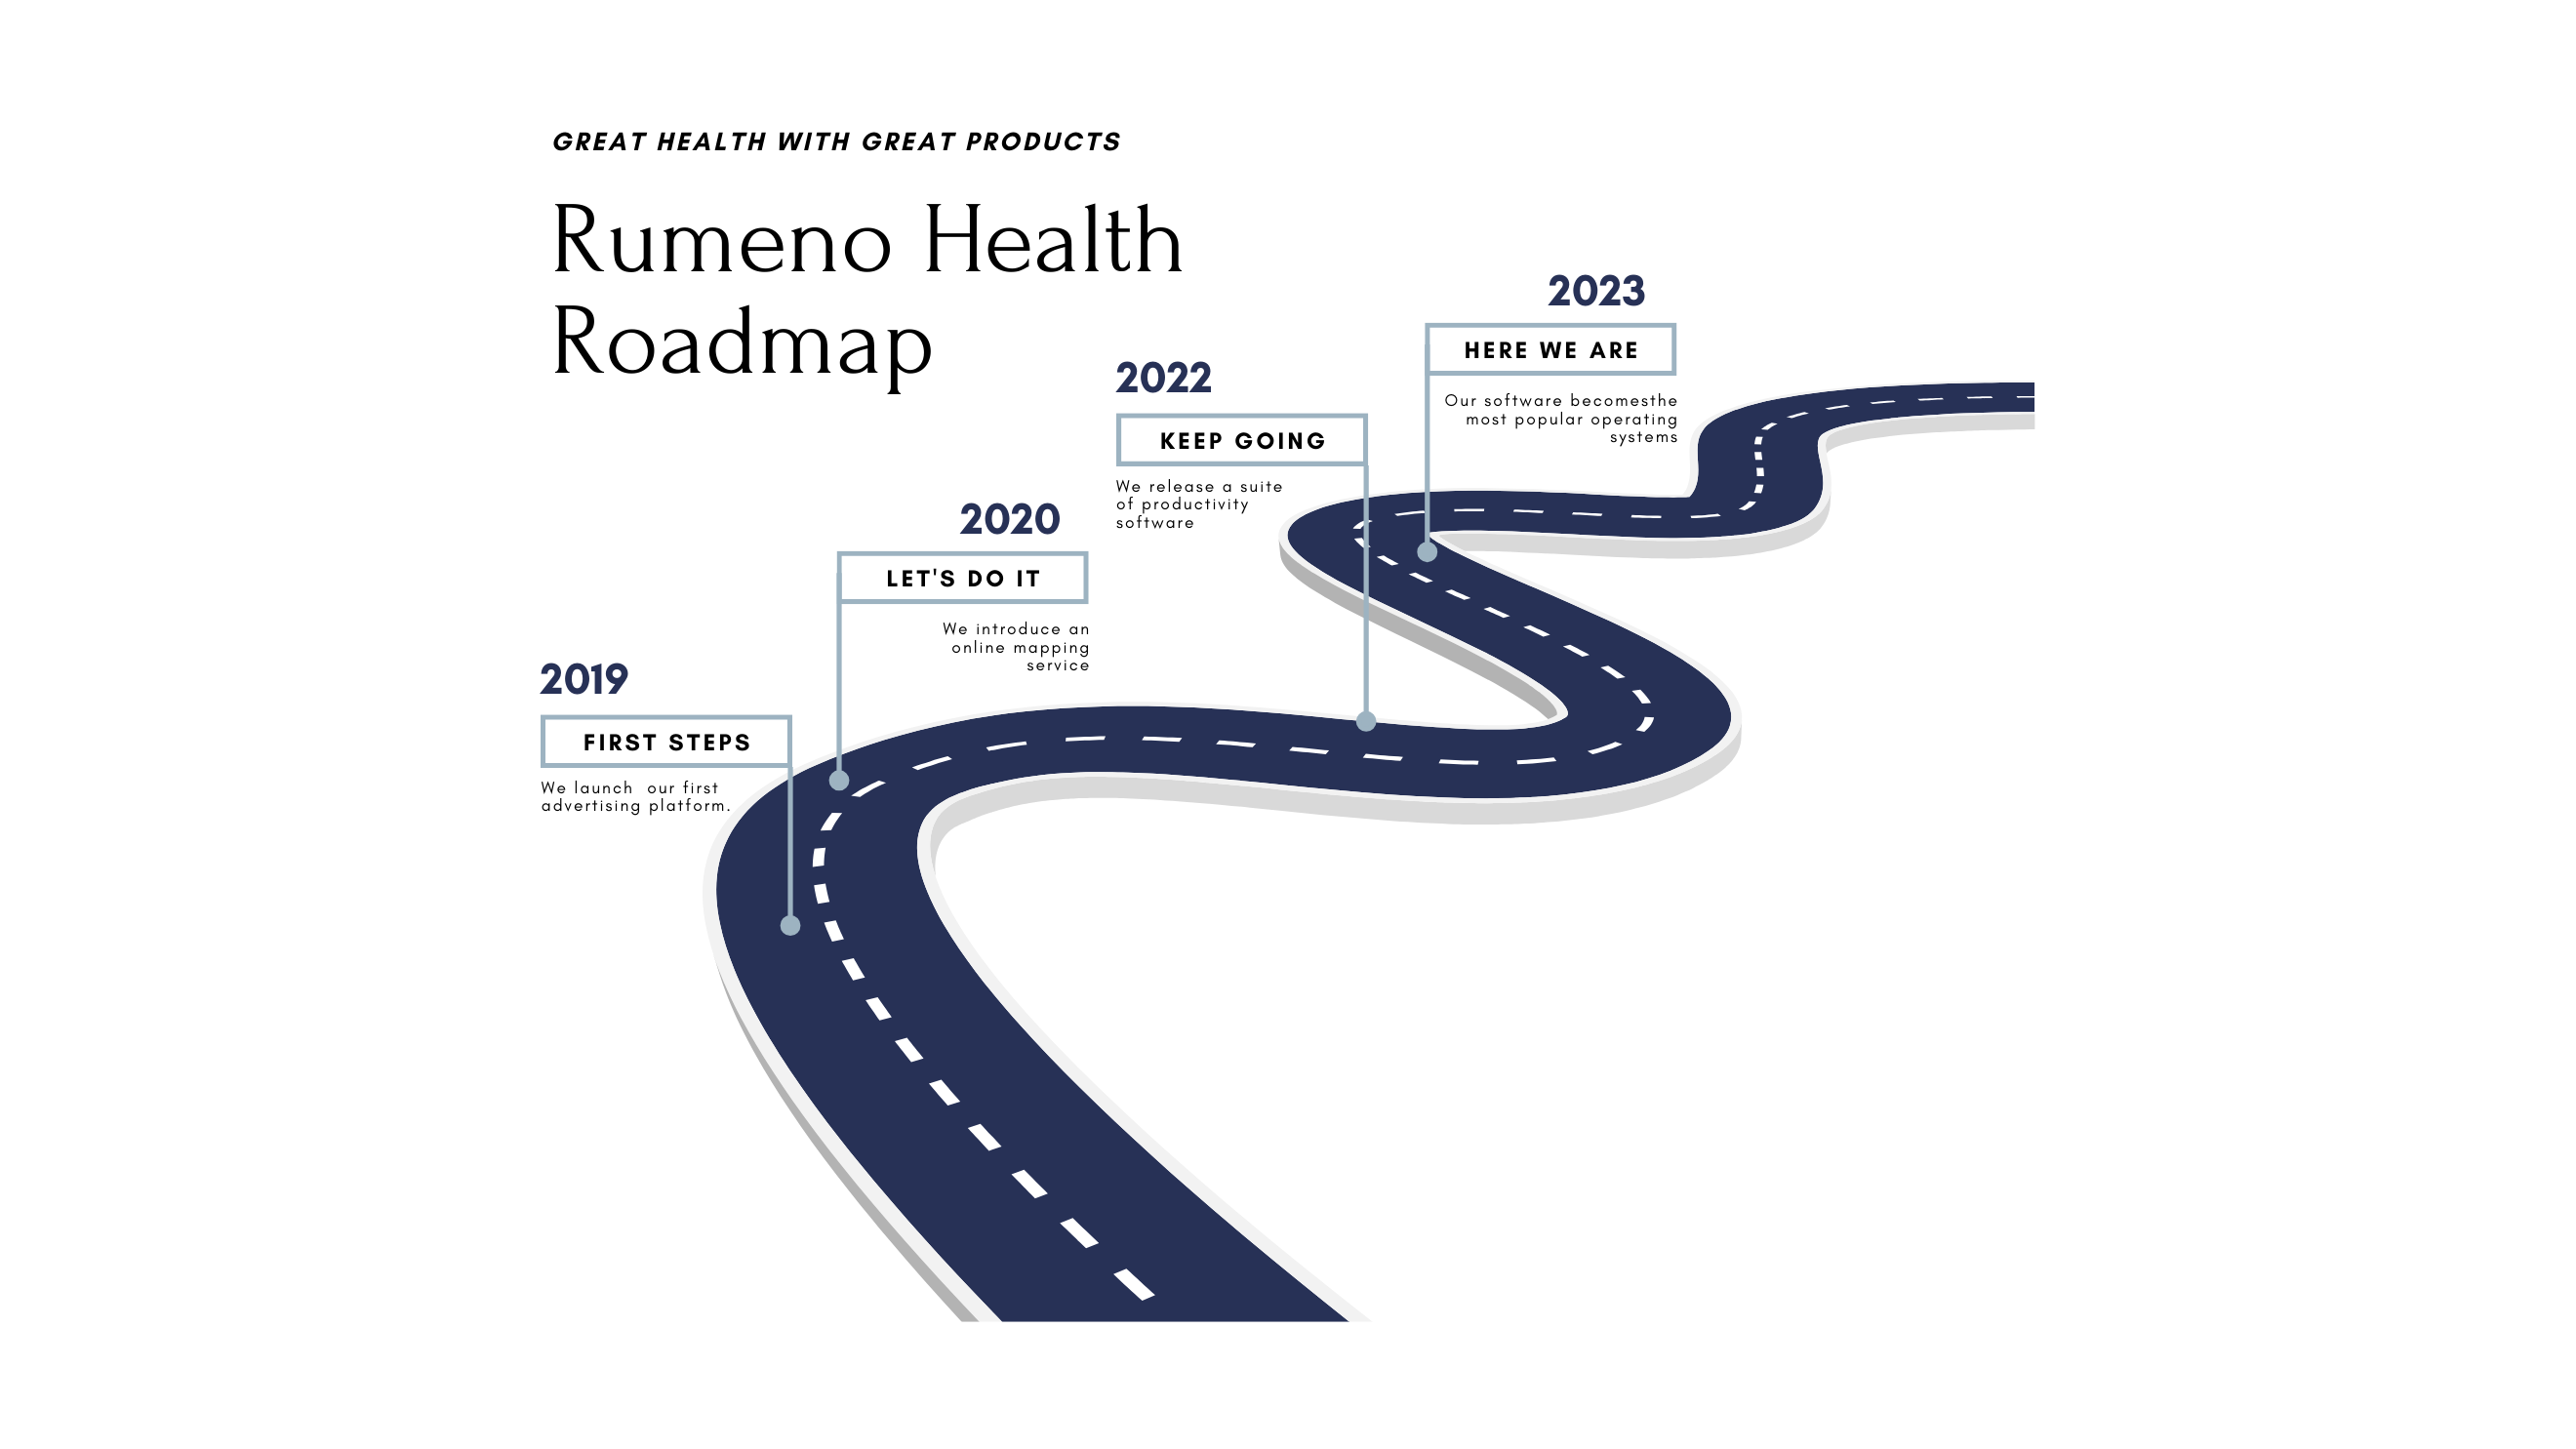 GREAT HEALTH WITH GREAT PRODUCTS
Rumeno Health
Roadmap
2019
FIRST STEPS
We launch  our first
advertising platform.
2020
LET'S DO IT
We introduce an
online mapping
service
2022
KEEP GOING
We release a suite
of productivity
software
2023
HERE WE ARE
Our software becomesthe
most popular operating
systems